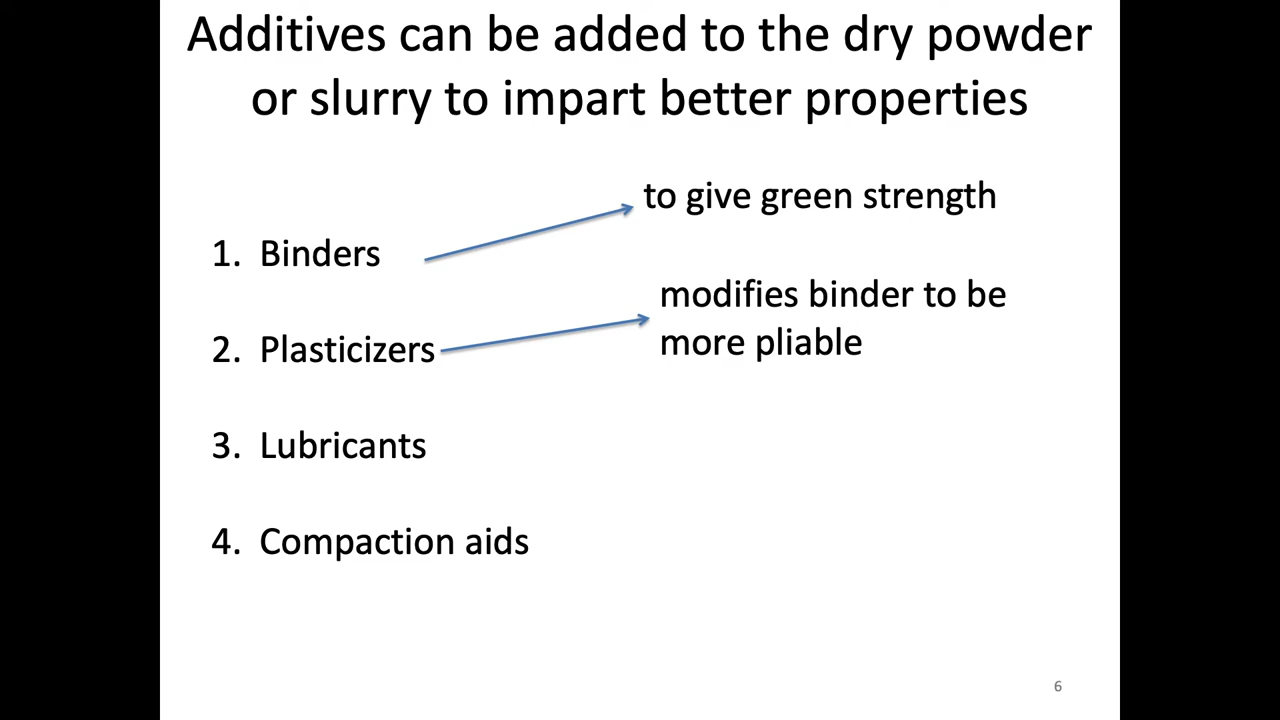 Additives can be added to the dry powder
or slurry to impart better properties
to give green strength
1. Binders
modifies binder to be
more pliable
2. Plasticizers
3. Lubricants
4. Compaction aids
6